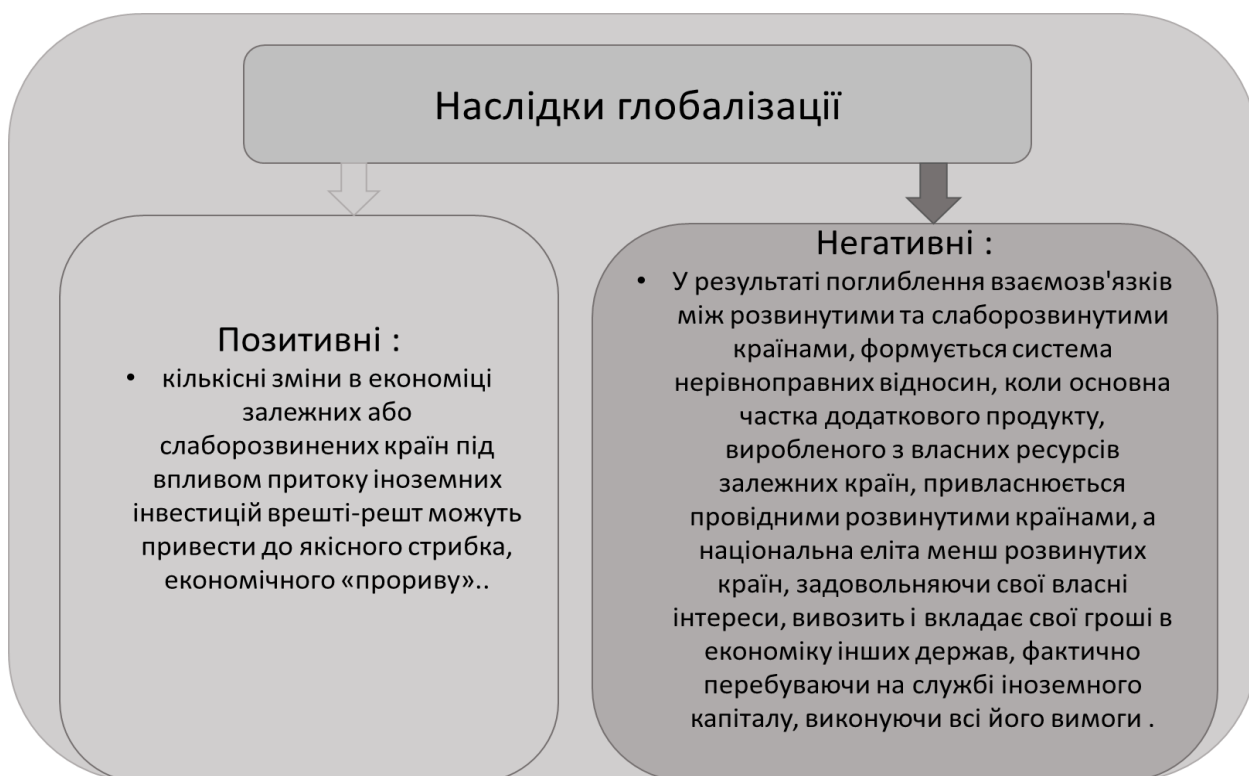 Наслідки глобалізації
Позитивні :
• кількісні зміни в економіці
залежних або
слаборозвинених країн під
впливом притоку іноземних
інвестицій врешті-решт можуть
привести до якісного стрибка,
економічного «прориву»..
Негативні :
• У результаті поглиблення взаємозв'язків
між розвинутими та слаборозвинутими
країнами, формується система
нерівноправних відносин, коли основна
частка додаткового продукту,
виробленого з власних ресурсів
залежних країн, привласнюється
провідними розвинутими країнами, а
національна еліта менш розвинутих
країн, задовольняючи свої власні
інтереси, вивозить і вкладає свої гроші в
економіку інших держав, фактично
перебуваючи на службі іноземного
капіталу, виконуючи всі його вимоги .